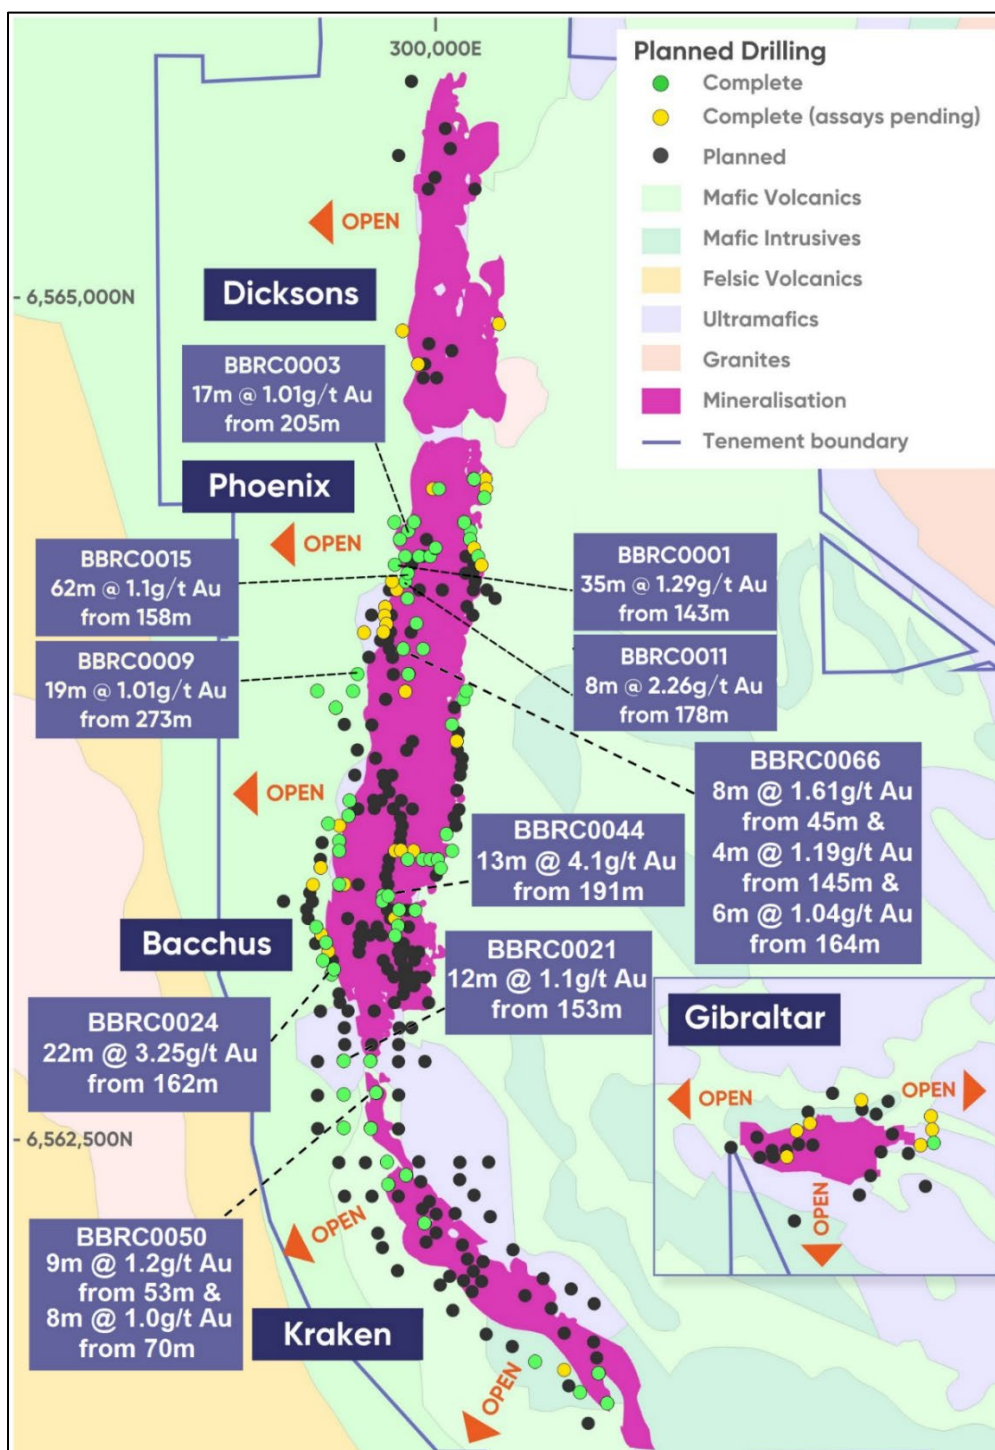 300,000E
Planned Drilling
Complete
Complete (assays pending)
Planned
Mafic Volcanics
Mafic Intrusives
Felsic Volcanics
Ultramafics
Granites
Mineralisation
Tenement boundary
OPEN
Dicksons
- 6,565,000N
BBRC0003
17m @ 1.01g/t Au
from 205m
Phoenix
OPEN
BBRC0015
62m @ 1.1g/t Au
from 158m
BBRC0001
35m @ 1.29g/t Au
from 143m
BBRC0009
19m @ 1.01g/t Au
from 273m
BBRC0011
8m @ 2.26g/t Au
from 178m
OPEN
BBRC0066
8m @ 1.61g/t Au
from 45m &
4m @ 1.19g/t Au
from 145m &
6m @ 1.04g/t Au
from 164m
BBRC0044
13m @ 4.1g/t Au
from 191m
Bacchus
BBRC0021
12m @ 1.1g/t Au
from 153m
BBRC0024
22m @ 3.25g/t Au
from 162m
Gibraltar
OPEN
OPEN
OPEN
- 6,562,500N
OPEN
BBRC0050
9m @ 1.2g/t Au
from 53m &
8m @ 1.0g/t Au
from 70m
Kraken
OPEN